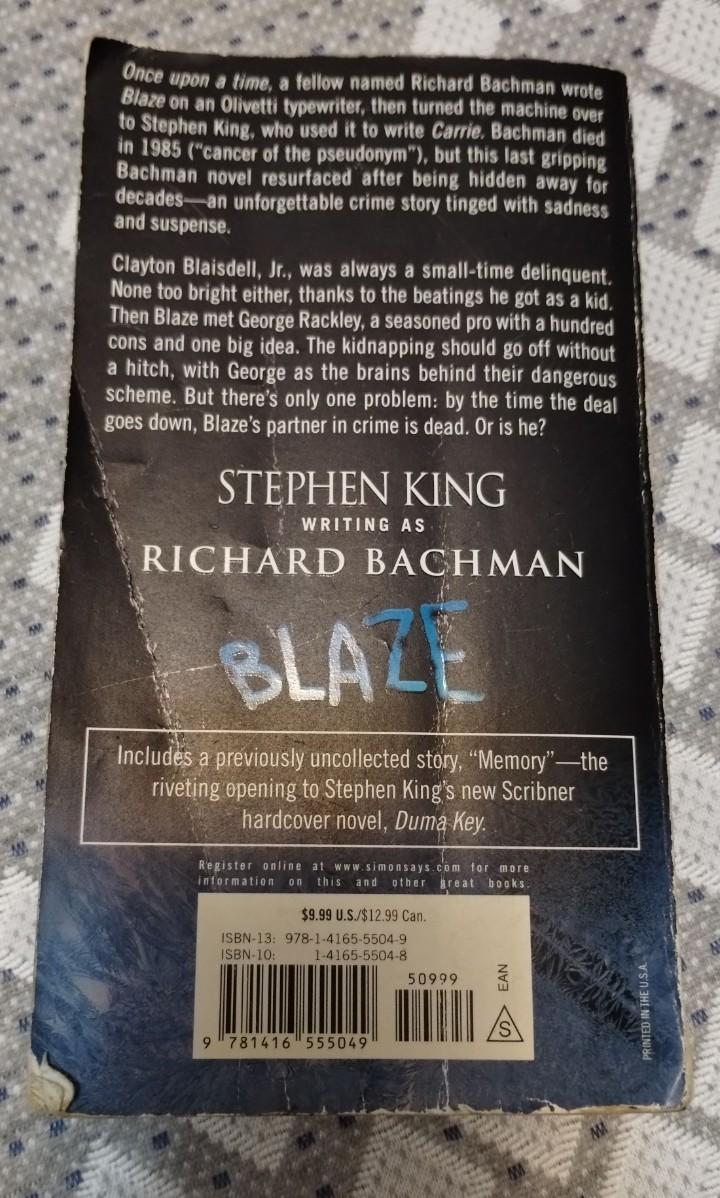 Once upon a time, a fellow named Richard Bachman wrote
Blaze on an Olivetti typewriter, then turned the machine over
to Stephen King, who used it to write Carrie. Bachman died
in 1985 ("cancer of the pseudonym"), but this last gripping
Bachman novel resurfaced after being hidden away for
decades—an unforgettable crime story tinged with sadness
and suspense.
Clayton Blaisdell, Jr., was always a small-time delinquent.
None too bright either, thanks to the beatings he got as a kid.
Then Blaze met George Rackley, a seasoned pro with a hundred
cons and one big idea. The kidnapping should go off without
a hitch, with George as the brains behind their dangerous
scheme. But there's only one problem: by the time the deal
goes down, Blaze's partner in crime is dead. Or is he?
STEPHEN KING
WRITING AS
RICHARD BACHMAN
BLAZE
Includes a previously uncollected story, "Memory"—the
riveting opening to Stephen King's new Scribner
hardcover novel, Duma Key.
Register online at www.simonsays.com for more
information on this and other great books.
$9.99 U.S./$12.99 Can.
ISBN-13: 978-1-4165-5504-9
ISBN-10: 1-4165-5504-8
50999
EAN
S
9 781416 555049
PRINTED IN THE U.S.A.